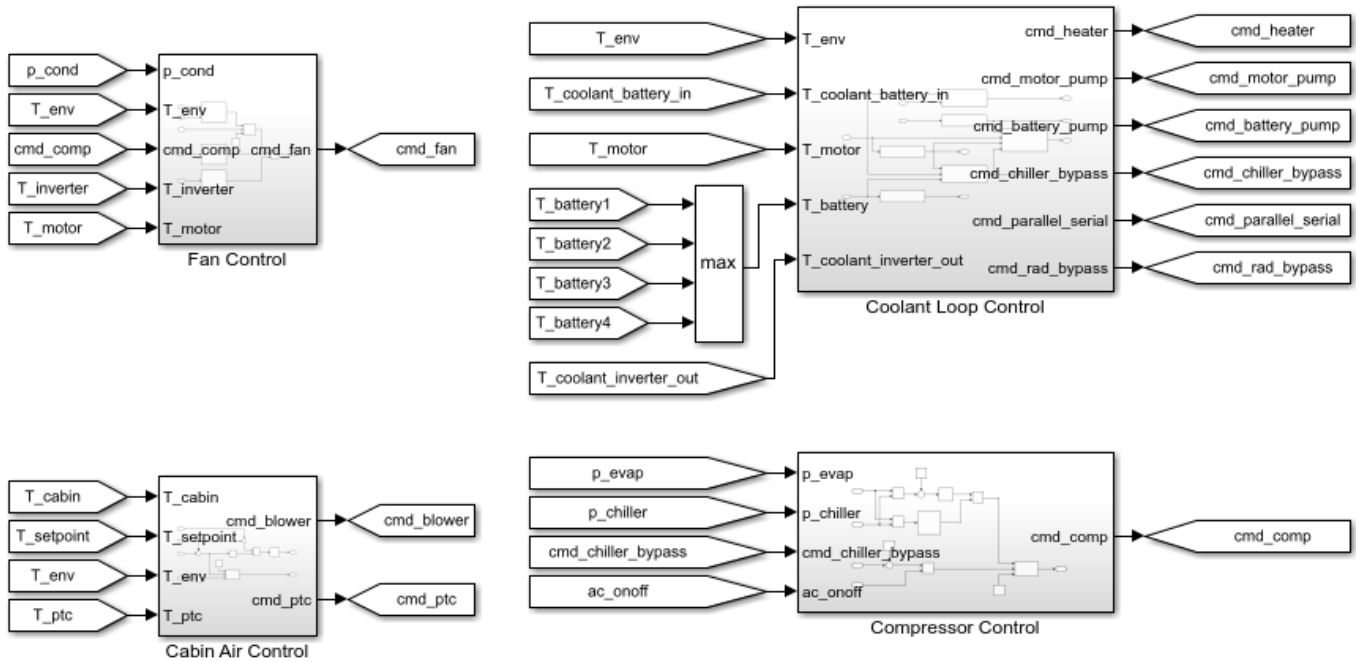 p_cond
T_env
cmd_comp
T_inverter
T_motor
p_cond
T_env
cmd_comp
T_inverter
T_motor
cmd_fan
cmd_fan
Fan Control
T_env
T_coolant_battery_in
T_motor
T_battery1
T_battery2
T_battery3
T_battery4
max
T_coolant_inverter_out
T_env
T_coolant_battery_in
T_motor
T_battery
T_coolant_inverter_out
cmd_heater
cmd_motor_pump
cmd_battery_pump
cmd_chiller_bypass
cmd_parallel_serial
cmd_rad_bypass
cmd_heater
cmd_motor_pump
cmd_battery_pump
cmd_chiller_bypass
cmd_parallel_serial
cmd_rad_bypass
Coolant Loop Control
T_cabin
T_setpoint
T_env
T_ptc
T_cabin
T_setpoint
T_env
T_ptc
cmd_blower
cmd_ptc
cmd_blower
cmd_ptc
Cabin Air Control
p_evap
p_chiller
cmd_chiller_bypass
ac_onoff
p_evap
p_chiller
cmd_chiller_bypass
ac_onoff
cmd_comp
cmd_comp
Compressor Control